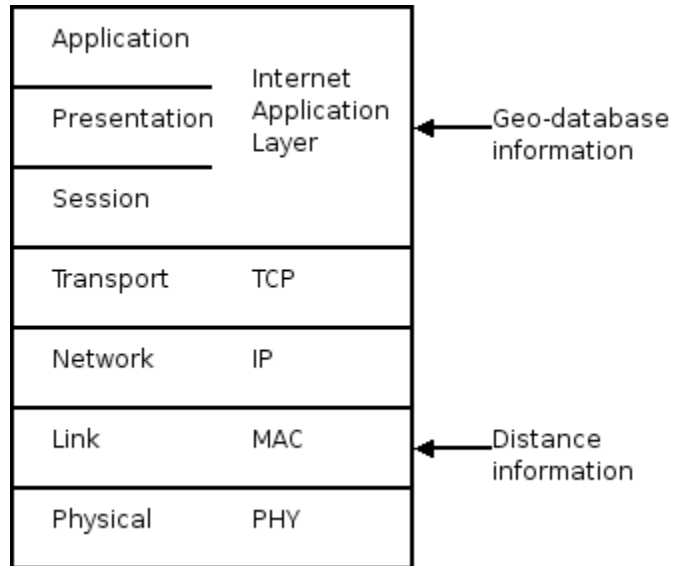 Application
Internet
Application
Layer
Presentation
Geo-database
information
Session
Transport TCP
Network IP
Link MAC
Distance
information
Physical PHY